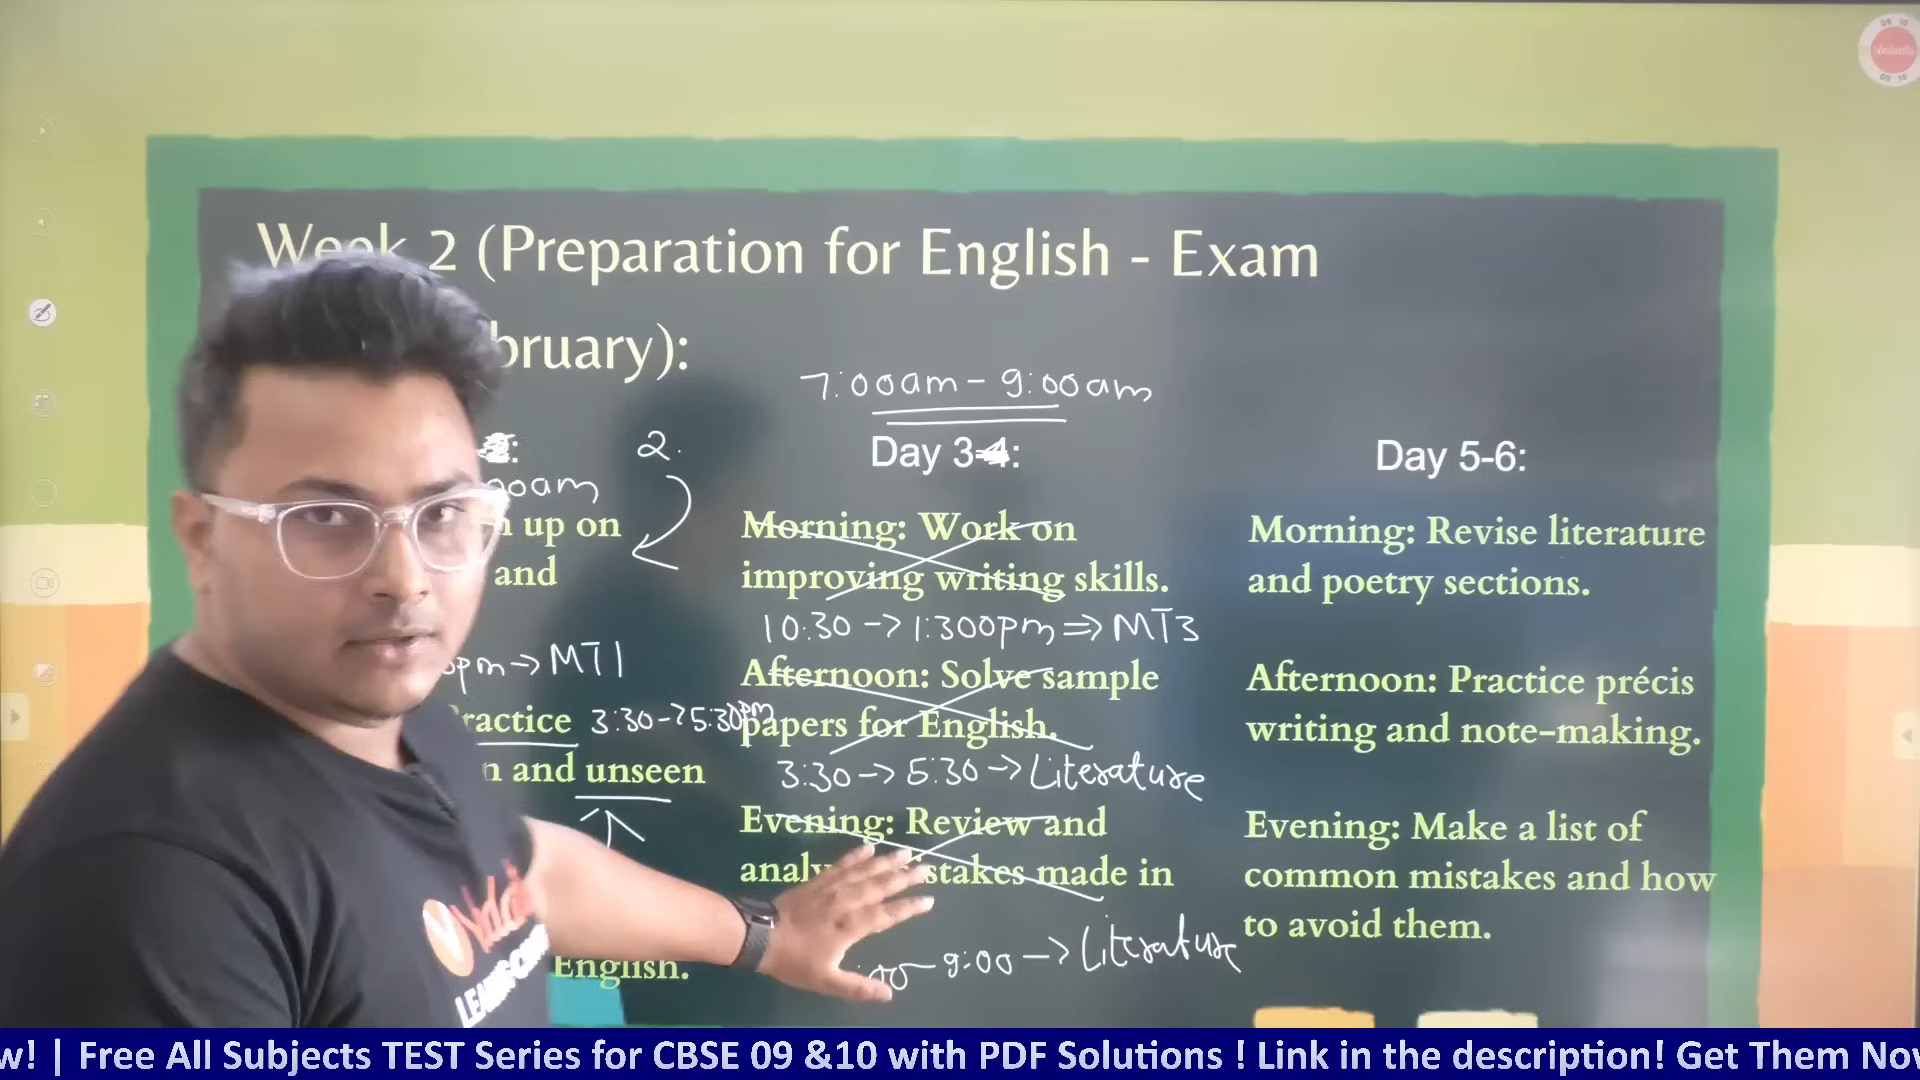 Week 2 (Preparation for English - Exam
bruary):
7:00am - 9:00am
2.
00am
up on
and
pm → MT1
ractice 3:30 → 5:30pm
n and unseen
English.
Day 3-4:
Morning: Work on
improving writing skills.
10:30 → 1:300pm ⇒ MT3
Afternoon: Solve sample
papers for English.
3:30 → 5:30 → Literature
Evening: Review and
stakes made in
9:00 → Literature
Day 5-6:
Morning: Revise literature
and poetry sections.
Afternoon: Practice précis
writing and note-making.
Evening: Make a list of
common mistakes and how
to avoid them.
Vedantu
w! | Free All Subjects TEST Series for CBSE 09 &10 with PDF Solutions ! Link in the description! Get Them Nov